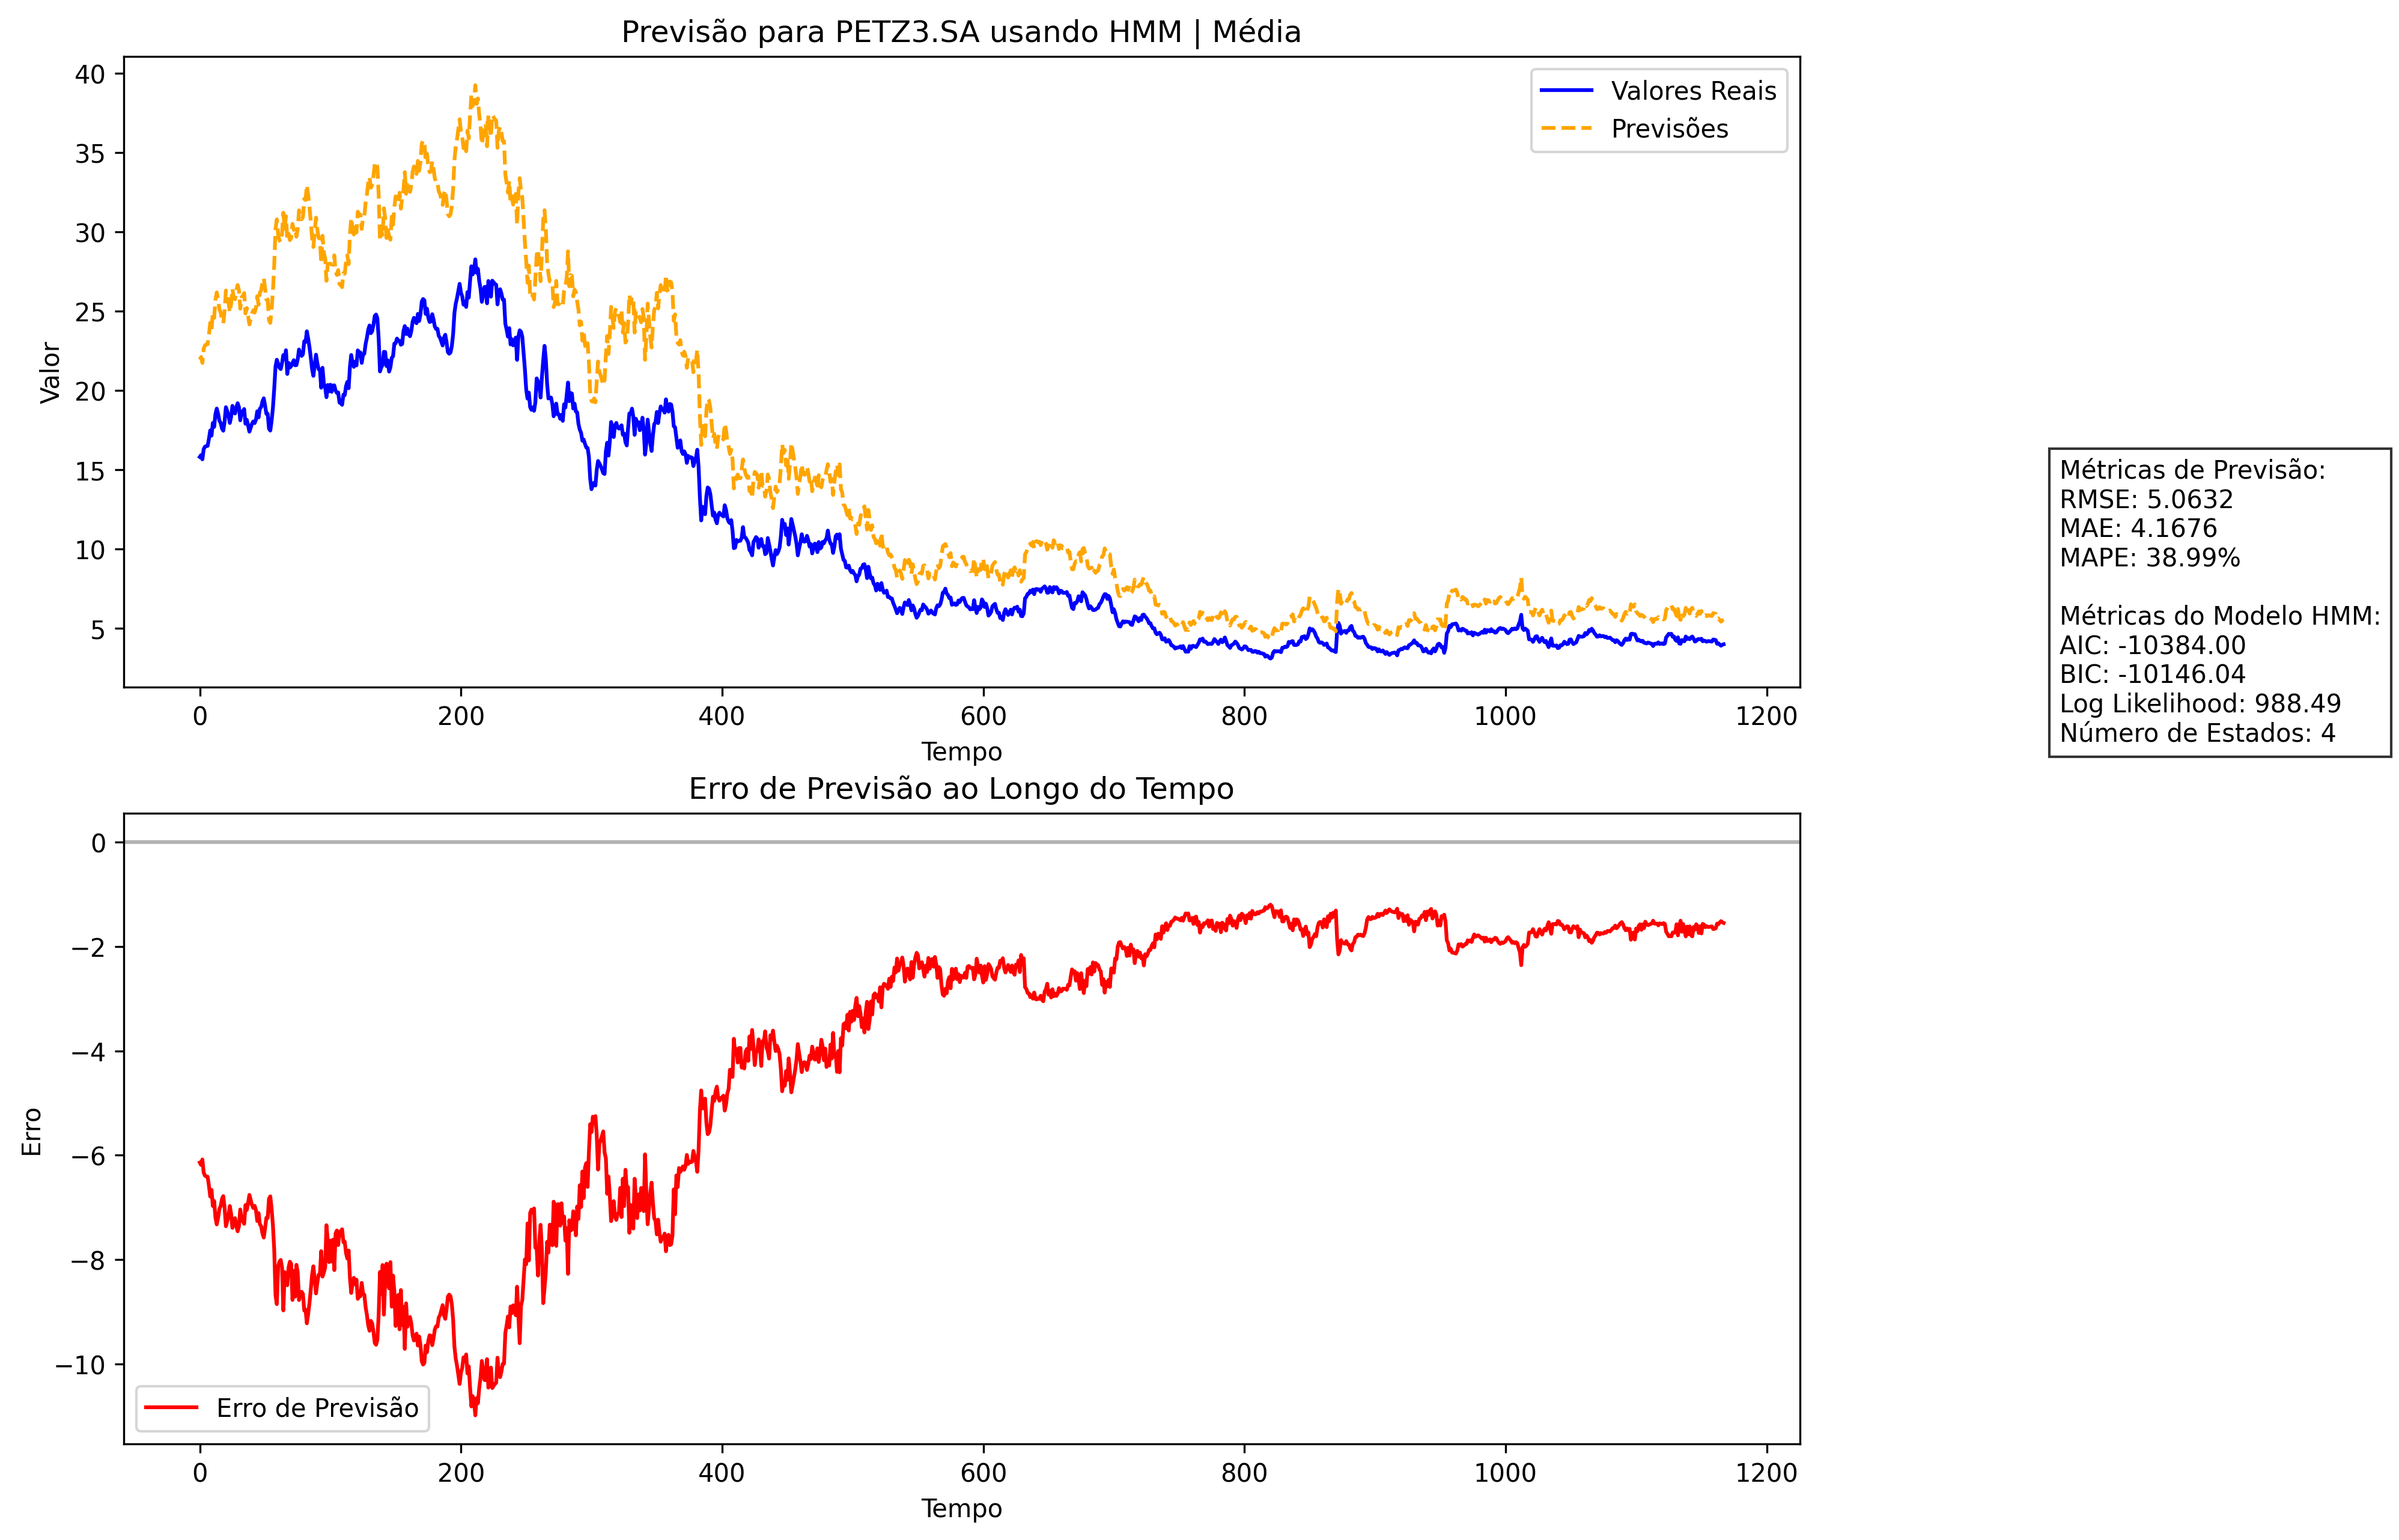 Previsão para PETZ3.SA usando HMM | Média
40
35
30
25
20
15
10
5
Valor
Valores Reais
Previsões
0
200
400
600
800
1000
1200
Tempo
Métricas de Previsão:
RMSE: 5.0632
MAE: 4.1676
MAPE: 38.99%
Métricas do Modelo HMM:
AIC: -10384.00
BIC: -10146.04
Log Likelihood: 988.49
Número de Estados: 4
Erro de Previsão ao Longo do Tempo
0
−2
−4
−6
−8
−10
Erro
Erro de Previsão
0
200
400
600
800
1000
1200
Tempo